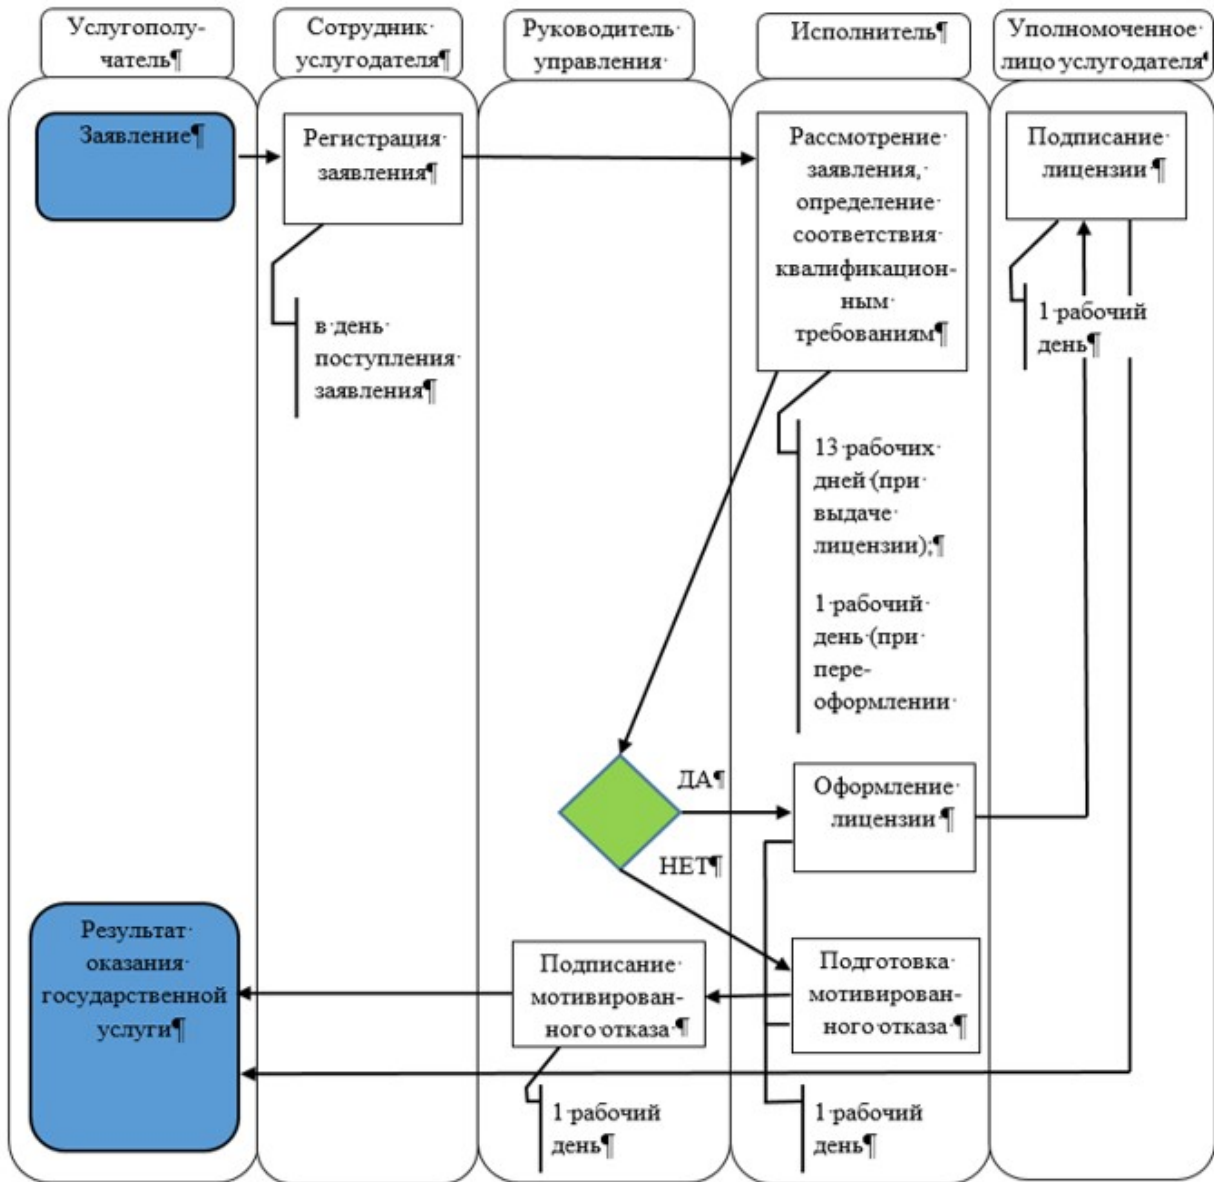 Услугополу-
чатель¶
Сотрудник·
услугодателя¶
Руководитель·
управления·
Исполнитель¶
Уполномоченное·
лицо услугодателя¶
Заявление¶
Регистрация·
заявления¶
в·день·
поступления·
заявления¶
Рассмотрение
заявления,·
определение
соответствия
квалификацион-
ным·
требованиям¶
13·рабочих
дней·(при
выдаче
лицензии);¶
1·рабочий·
день·(при
пере-
оформлении·
Подписание
лицензии·¶
1·рабочий
день¶
ДА¶
НЕТ¶
Оформление·
лицензии·¶
Результат·
оказания·
государственной
услуги¶
Подписание·
мотивирован-
ного·отказа·¶
1·рабочий
день¶
Подготовка·
мотивирован-
ного·отказа·¶
1·рабочий
день¶